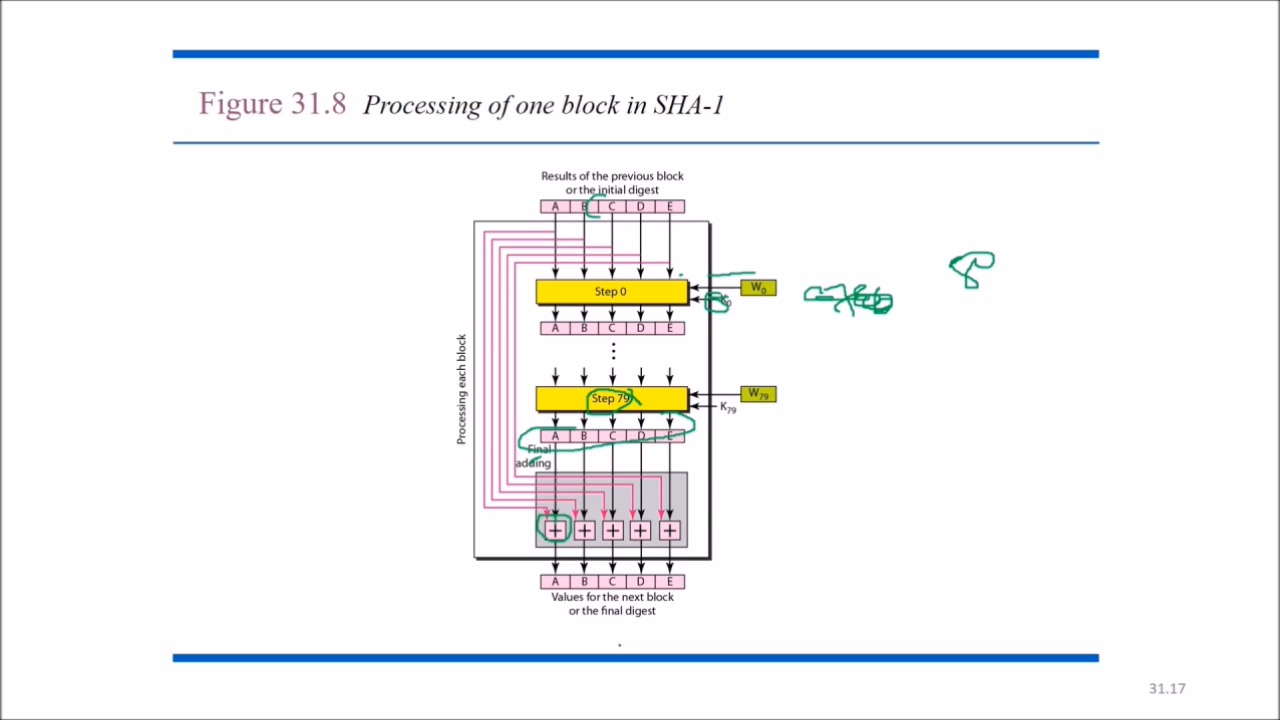 Figure 31.8 Processing of one block in SHA-1
Results of the previous block
or the initial digest
A B C D E
Step 0
W0
K0
A B C D E
Processing each block
Step 79
W79
K79
A B C D E
Final
adding
+ + + + +
A B C D E
Values for the next block
or the final digest
31.17